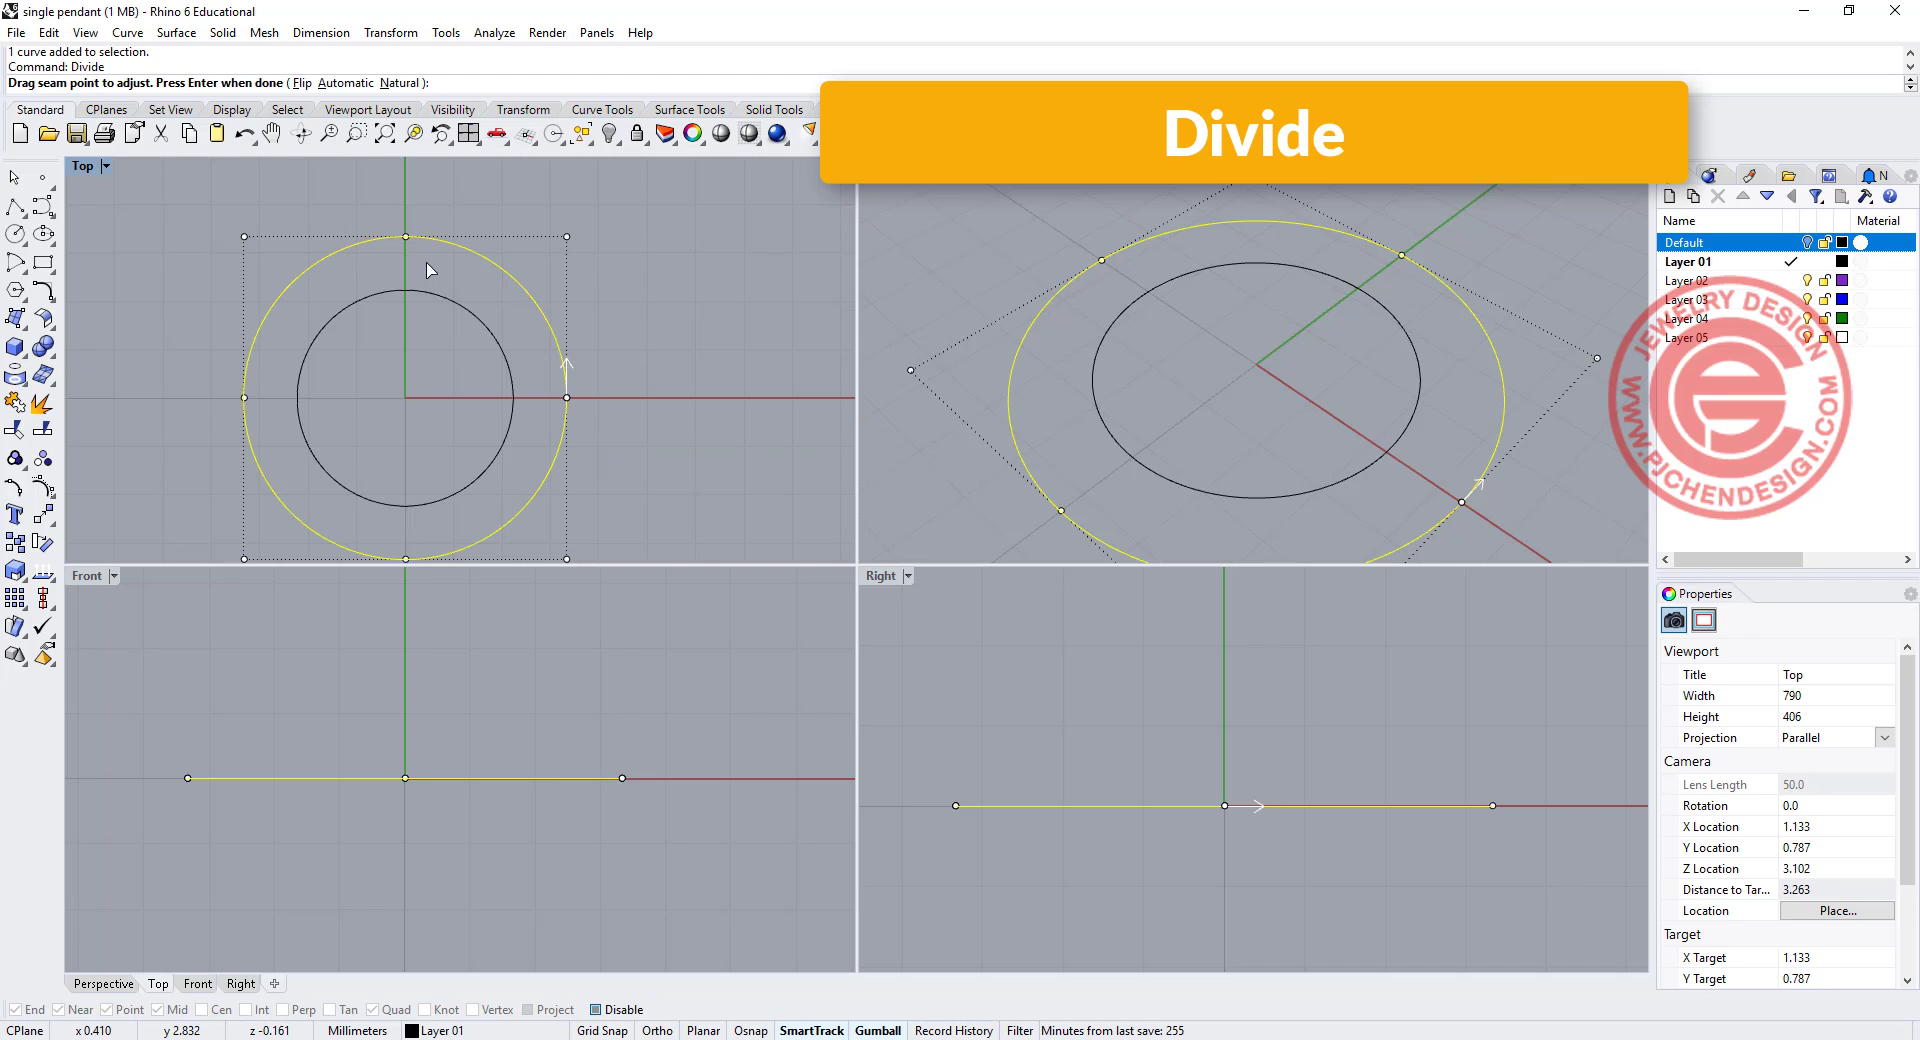 single pendant (1 MB) - Rhino 6 Educational
File Edit View Curve Surface Solid Mesh Dimension Transform Tools Analyze Render Panels Help
1 curve added to selection.
Command: Divide
Drag seam point to adjust. Press Enter when done ( Flip Automatic Natural ):
Divide
Standard CPlanes Set View Display Select Viewport Layout Visibility Transform Curve Tools Surface Tools Solid Tools
Top
N
Name Material
Default
Layer 01
Layer 02
Layer 03
Layer 04
Layer 05
JEWELRY DESIGN
WWW.PJCHENDESIGN.COM
Front
Right
Properties
Viewport
Title Top
Width 790
Height 406
Projection Parallel
Camera
Lens Length 50.0
Rotation 0.0
X Location 1.133
Y Location 0.787
Z Location 3.102
Distance to Tar... 3.263
Location Place...
Target
X Target 1.133
Y Target 0.787
Perspective Top Front Right
End Near Point Mid Cen Int Perp Tan Quad Knot Vertex Project Disable
CPlane x 0.410 y 2.832 z -0.161 Millimeters Layer 01 Grid Snap Ortho Planar Osnap SmartTrack Gumball Record History Filter Minutes from last save: 255